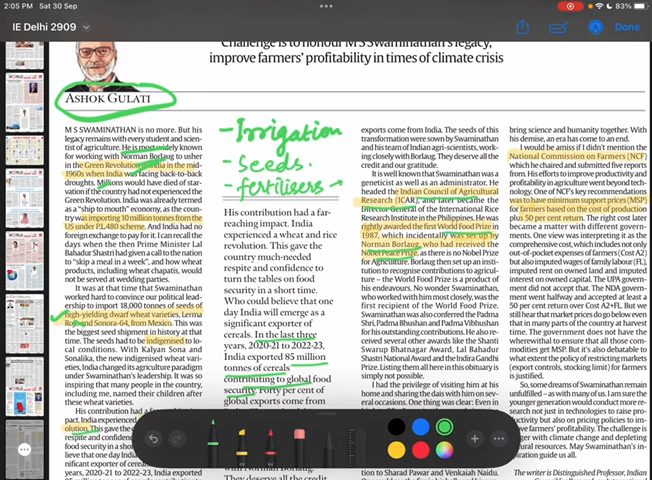 2:05 PM Sat 30 Sep
83%
IE Delhi 2909
Done
Challenge is to honour M S Swaminathan's legacy,
improve farmers' profitability in times of climate crisis
ASHOK GULATI
M S SWAMINATHAN is no more. But his
legacy remains with every student and scien-
tist of agriculture. He is most widely known
for working with Norman Borlaug to usher
in the Green Revolution in India in the mid-
1960s when India was facing back-to-back
droughts. Millions would have died of star-
vation if the country had not experienced the
Green Revolution. India was already termed
as a "ship to mouth" economy, as the coun-
try was importing 10 million tonnes from the
US under PL480 scheme. And India had no
foreign exchange to pay for it. I can recall the
days when the then Prime Minister Lal
Bahadur Shastri had given a call to the nation
to "skip a meal in a week", and how wheat
products, including wheat chapatis, would
not be served at wedding parties.
It was at that time that Swaminathan
worked hard to convince our political lead-
ership to import 18,000 tonnes of seeds of
high-yielding dwarf wheat varieties, Lerma
Rojo and Sonora-64, from Mexico. This was
the biggest seed shipment in history at that
time. The seeds had to be indigenised to lo-
cal conditions. With Kalyan Sona and
Sonalika, the new indigenised wheat vari-
eties, India changed its agriculture paradigm
under Swaminathan's leadership. It was so
inspiring that many people in the country,
including me, named their children after
these wheat varieties.
His contribution had a far-
pact. India experienced a
olution. This gave the
respite and confidence
food security in a short
lieve that one day India
nificant exporter of cer
years, 2020-21 to 2022-23,
-Irrigation
- Seeds.
- fertilisers
His contribution had a far-
reaching impact. India
experienced a wheat and rice
revolution. This gave the
country much-needed
respite and confidence to turn
the tables on food
security in a short time.
Who could believe that one
day India will emerge as a
significant exporter of
cereals. In the last three
years, 2020-21 to 2022-23,
India exported 85 million
tonnes of cereals
contributing to global food
security. Forty per cent of
global exports come from
with Norman Borlaug.
They deserve all the credit
exports come from India. The seeds of this
transformation were sown by Swaminathan
and his team of Indian agri-scientists, work-
ing closely with Borlaug. They deserve all the
credit and our gratitude.
It is well known that Swaminathan was a
geneticist as well as an administrator. He
headed the Indian Council of Agricultural
Research (ICAR), and later became the
Director General of the International Rice
Research Institute in the Philippines. He was
rightly awarded the first World Food Prize in
1987, which incidentally was set up by
Norman Borlaug, who had received the
Nobel Peace Prize, as there is no Nobel Prize
for Agriculture. Borlaug then set up an insti-
tution to recognise contributions to agricul-
ture – the World Food Prize is a product of
his endeavours. No wonder Swaminathan,
who worked with him most closely, was the
first recipient of the World Food Prize.
Swaminathan was also conferred the Padma
Shri, Padma Bhushan and Padma Vibhushan
for his outstanding contributions. He also re-
ceived several other awards like the Shanti
Swarup Bhatnagar Award, Lal Bahadur
Shastri National Award and the Indira Gandhi
Prize. Listing them all here in this obituary is
simply not possible.
I had the privilege of visiting him at his
home and sharing the dais with him on sev-
eral occasions. One thing was clear: Even in
tion to Sharad Pawar and Venkaiah Naidu.
bring science and humanity together. With
his demise, an era has come to an end.
I would be amiss if I didn't mention the
National Commission on Farmers (NCF)
which he chaired and submitted five reports
from. His efforts to improve productivity and
profitability in agriculture went beyond tech-
nology. One of NCF's key recommendations
was to have minimum support prices (MSP)
for farmers based on the cost of production
plus 50 per cent return. The right cost later
became a matter with different govern-
ments. One view was interpreting it as the
comprehensive cost, which includes not only
out-of-pocket expenses of farmers (Cost A2)
but also imputed wages of family labour (FL),
imputed rent on owned land and imputed
interest on owned capital. The UPA govern-
ment did not accept that. The NDA govern-
ment went halfway and accepted at least a
50 per cent return over Cost A2+FL. But we
still hear that market prices do go below even
that in many parts of the country at harvest
time. The government does not have the
wherewithal to ensure that all those com-
modities get MSP. But it's also debatable to
what extent the policy of restricting markets
(export controls, stocking limit) for farmers
is justified.
So, some dreams of Swaminathan remain
unfulfilled – as with many of us. I am sure the
younger generation would conduct more re-
search not just in technologies to raise pro-
ductivity but also on pricing policies to im-
prove farmers' profitability. The challenge is
nger with climate change and depleting
ural resources. May Swaminathan's in-
piration guide us all.
The writer is Distinguished Professor, Indian